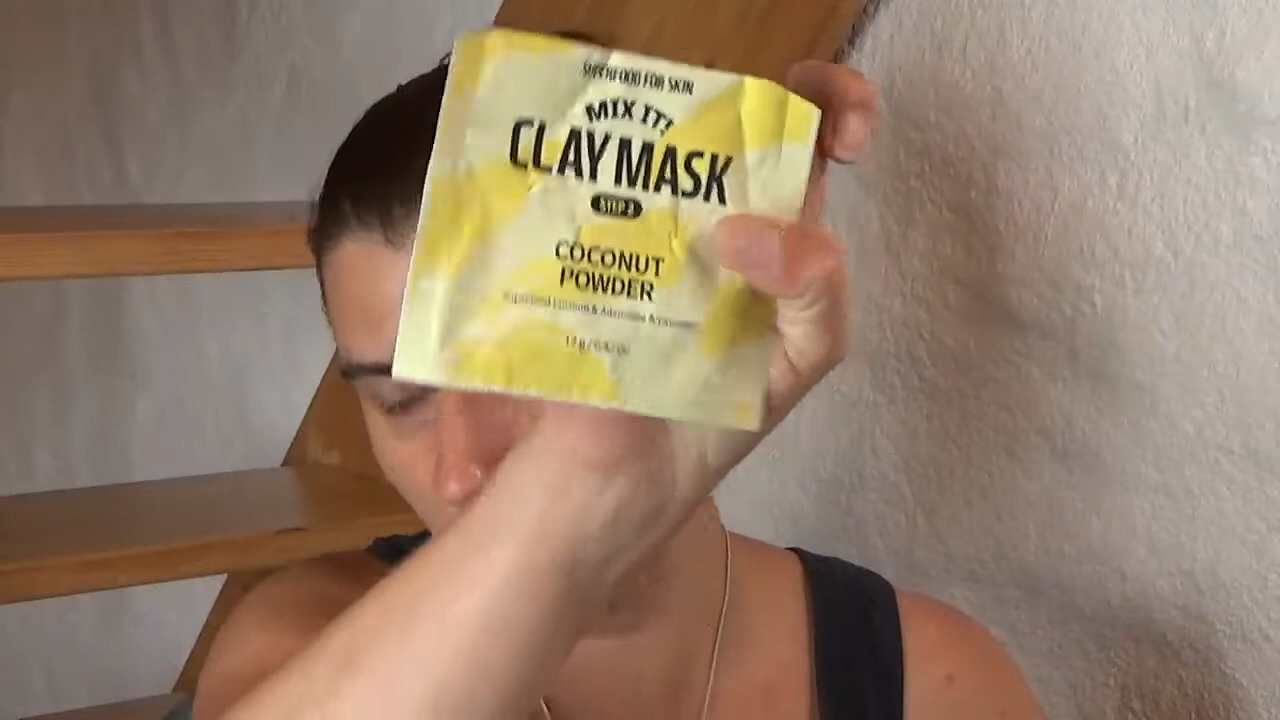 SUPERFOOD FOR SKIN
MIX IT!
CLAY MASK
STEP 2
COCONUT
POWDER